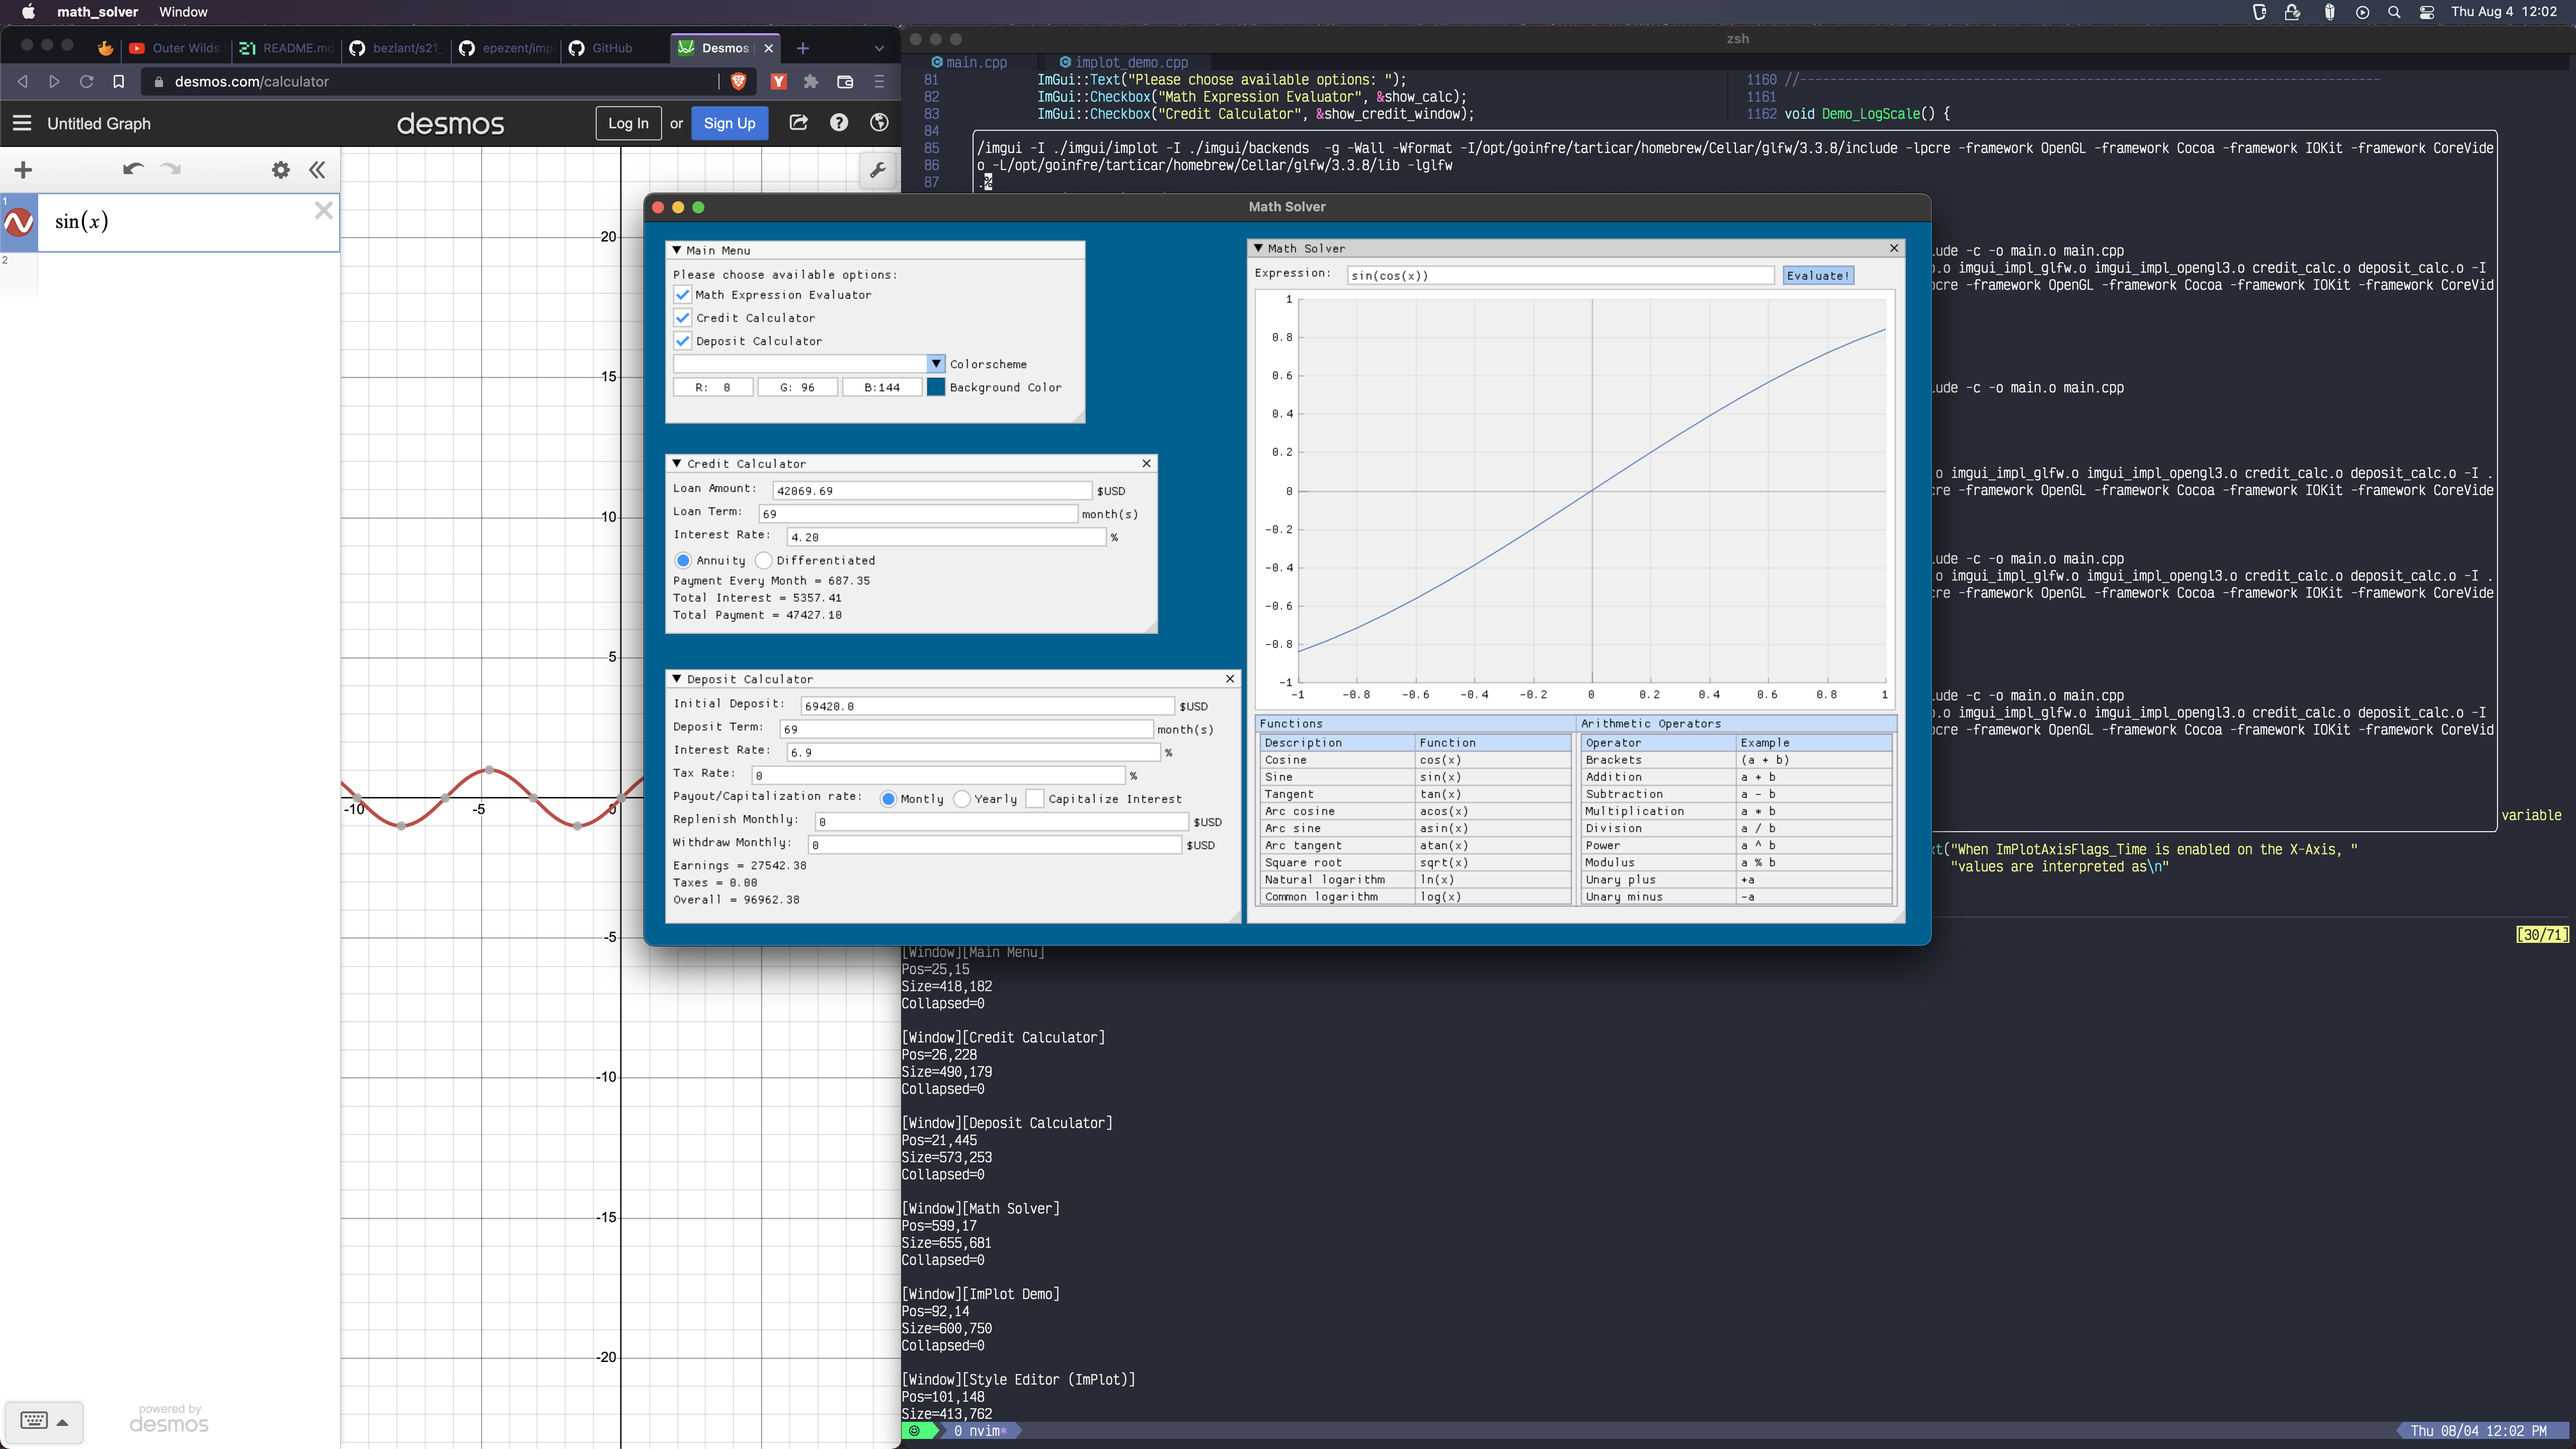 math_solver Window
Thu Aug 4 12:02
Outer Wilds
README.md
bezlant/s21_
epezent/imp
GitHub
Desmos
desmos.com/calculator
Untitled Graph
desmos
Log In or Sign Up
1
sin(x)
2
20
15
10
5
-10
-5
0
-5
-10
-15
-20
powered by
desmos
zsh
main.cpp
implot_demo.cpp
81 ImGui::Text("Please choose available options: ");
82 ImGui::Checkbox("Math Expression Evaluator", &show_calc);
83 ImGui::Checkbox("Credit Calculator", &show_credit_window);
84
85
86
87
1160 //
1161
1162 void Demo_LogScale() {
/imgui -I ./imgui/implot -I ./imgui/backends -g -Wall -Wformat -I/opt/goinfre/tarticar/homebrew/Cellar/glfw/3.3.8/include -lpcre -framework OpenGL -framework Cocoa -framework IOKit -framework CoreVide
o -L/opt/goinfre/tarticar/homebrew/Cellar/glfw/3.3.8/lib -lglfw
.%
Math Solver
Main Menu
Please choose available options:
Math Expression Evaluator
Credit Calculator
Deposit Calculator
Colorscheme
R: 0 G: 96 B:144 Background Color
Credit Calculator
Loan Amount: 42069.69 $USD
Loan Term: 69 month(s)
Interest Rate: 4.20 %
Annuity Differentiated
Payment Every Month = 687.35
Total Interest = 5357.41
Total Payment = 47427.10
Deposit Calculator
Initial Deposit: 69420.0 $USD
Deposit Term: 69 month(s)
Interest Rate: 6.9 %
Tax Rate: 0 %
Payout/Capitalization rate: Montly Yearly Capitalize Interest
Replenish Monthly: 0 $USD
Withdraw Monthly: 0 $USD
Earnings = 27542.38
Taxes = 0.00
Overall = 96962.38
Math Solver
Expression: sin(cos(x)) Evaluate!
1
0.8
0.6
0.4
0.2
0
-0.2
-0.4
-0.6
-0.8
-1
-1 -0.8 -0.6 -0.4 -0.2 0 0.2 0.4 0.6 0.8 1
Functions Arithmetic Operators
Description Function Operator Example
Cosine cos(x) Brackets (a + b)
Sine sin(x) Addition a + b
Tangent tan(x) Subtraction a - b
Arc cosine acos(x) Multiplication a * b
Arc sine asin(x) Division a / b
Arc tangent atan(x) Power a ^ b
Square root sqrt(x) Modulus a % b
Natural logarithm ln(x) Unary plus +a
Common logarithm log(x) Unary minus -a
ude -c -o main.o main.cpp
.o imgui_impl_glfw.o imgui_impl_opengl3.o credit_calc.o deposit_calc.o -I
cre -framework OpenGL -framework Cocoa -framework IOKit -framework CoreVid
ude -c -o main.o main.cpp
.o imgui_impl_glfw.o imgui_impl_opengl3.o credit_calc.o deposit_calc.o -I .
cre -framework OpenGL -framework Cocoa -framework IOKit -framework CoreVide
ude -c -o main.o main.cpp
.o imgui_impl_glfw.o imgui_impl_opengl3.o credit_calc.o deposit_calc.o -I .
cre -framework OpenGL -framework Cocoa -framework IOKit -framework CoreVide
ude -c -o main.o main.cpp
.o imgui_impl_glfw.o imgui_impl_opengl3.o credit_calc.o deposit_calc.o -I
cre -framework OpenGL -framework Cocoa -framework IOKit -framework CoreVide
variable
xt("When ImPlotAxisFlags_Time is enabled on the X-Axis, "
"values are interpreted as\n"
[30/71]
[Window][Main Menu]
Pos=25,15
Size=418,182
Collapsed=0
[Window][Credit Calculator]
Pos=26,228
Size=490,179
Collapsed=0
[Window][Deposit Calculator]
Pos=21,445
Size=573,253
Collapsed=0
[Window][Math Solver]
Pos=599,17
Size=655,681
Collapsed=0
[Window][ImPlot Demo]
Pos=92,14
Size=600,750
Collapsed=0
[Window][Style Editor (ImPlot)]
Pos=101,148
Size=413,762
0 nvim*
Thu 08/04 12:02 PM